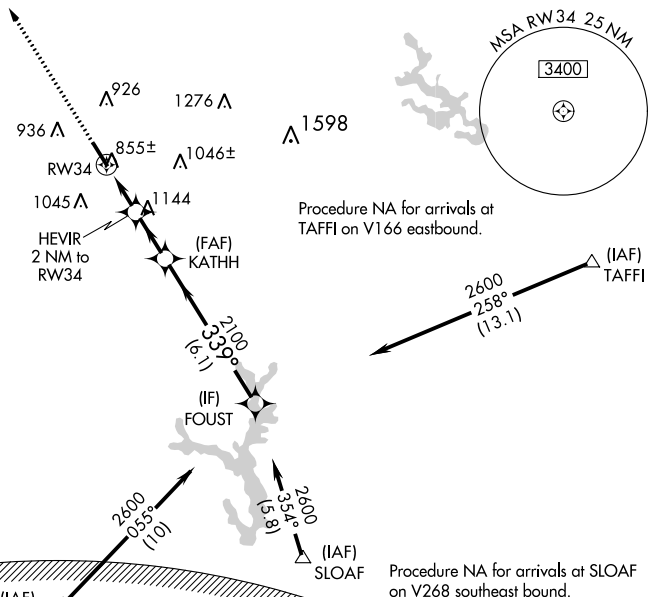 MSA RW34 25 NM
3400
926
1276
936
855±
1598
RW34
1046±
1045
1144
HEVIR
2 NM to
RW34
(FAF)
KATHH
Procedure NA for arrivals at
TAFFI on V166 eastbound.
(IAF)
TAFFI
2600
258°
(13.1)
2100
339°
(6.1)
(IF)
FOUST
2600
055°
(10)
2600
354°
(5.8)
(IAF)
SLOAF
Procedure NA for arrivals at SLOAF
on V268 southeast bound.
(IAF)